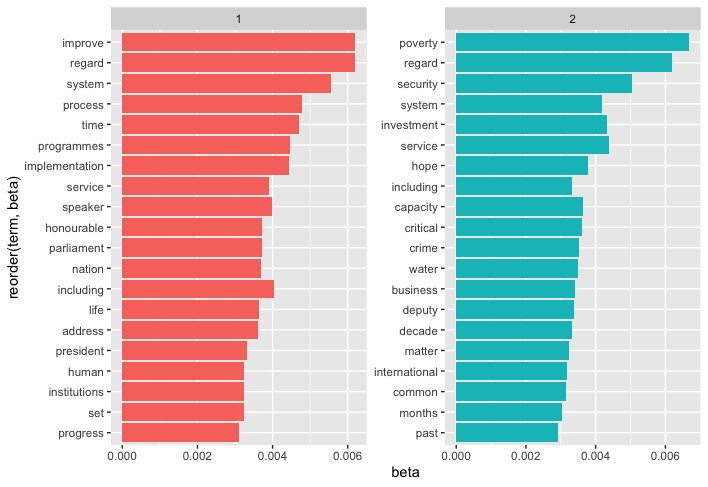 1
2
reorder(term, beta)
improve
regard
system
process
time
programmes
implementation
service
speaker
honourable
parliament
nation
including
life
address
president
human
institutions
set
progress
0.000 0.002 0.004 0.006
poverty
regard
security
system
investment
service
hope
including
capacity
critical
crime
water
business
deputy
decade
matter
international
common
months
past
0.000 0.002 0.004 0.006
beta